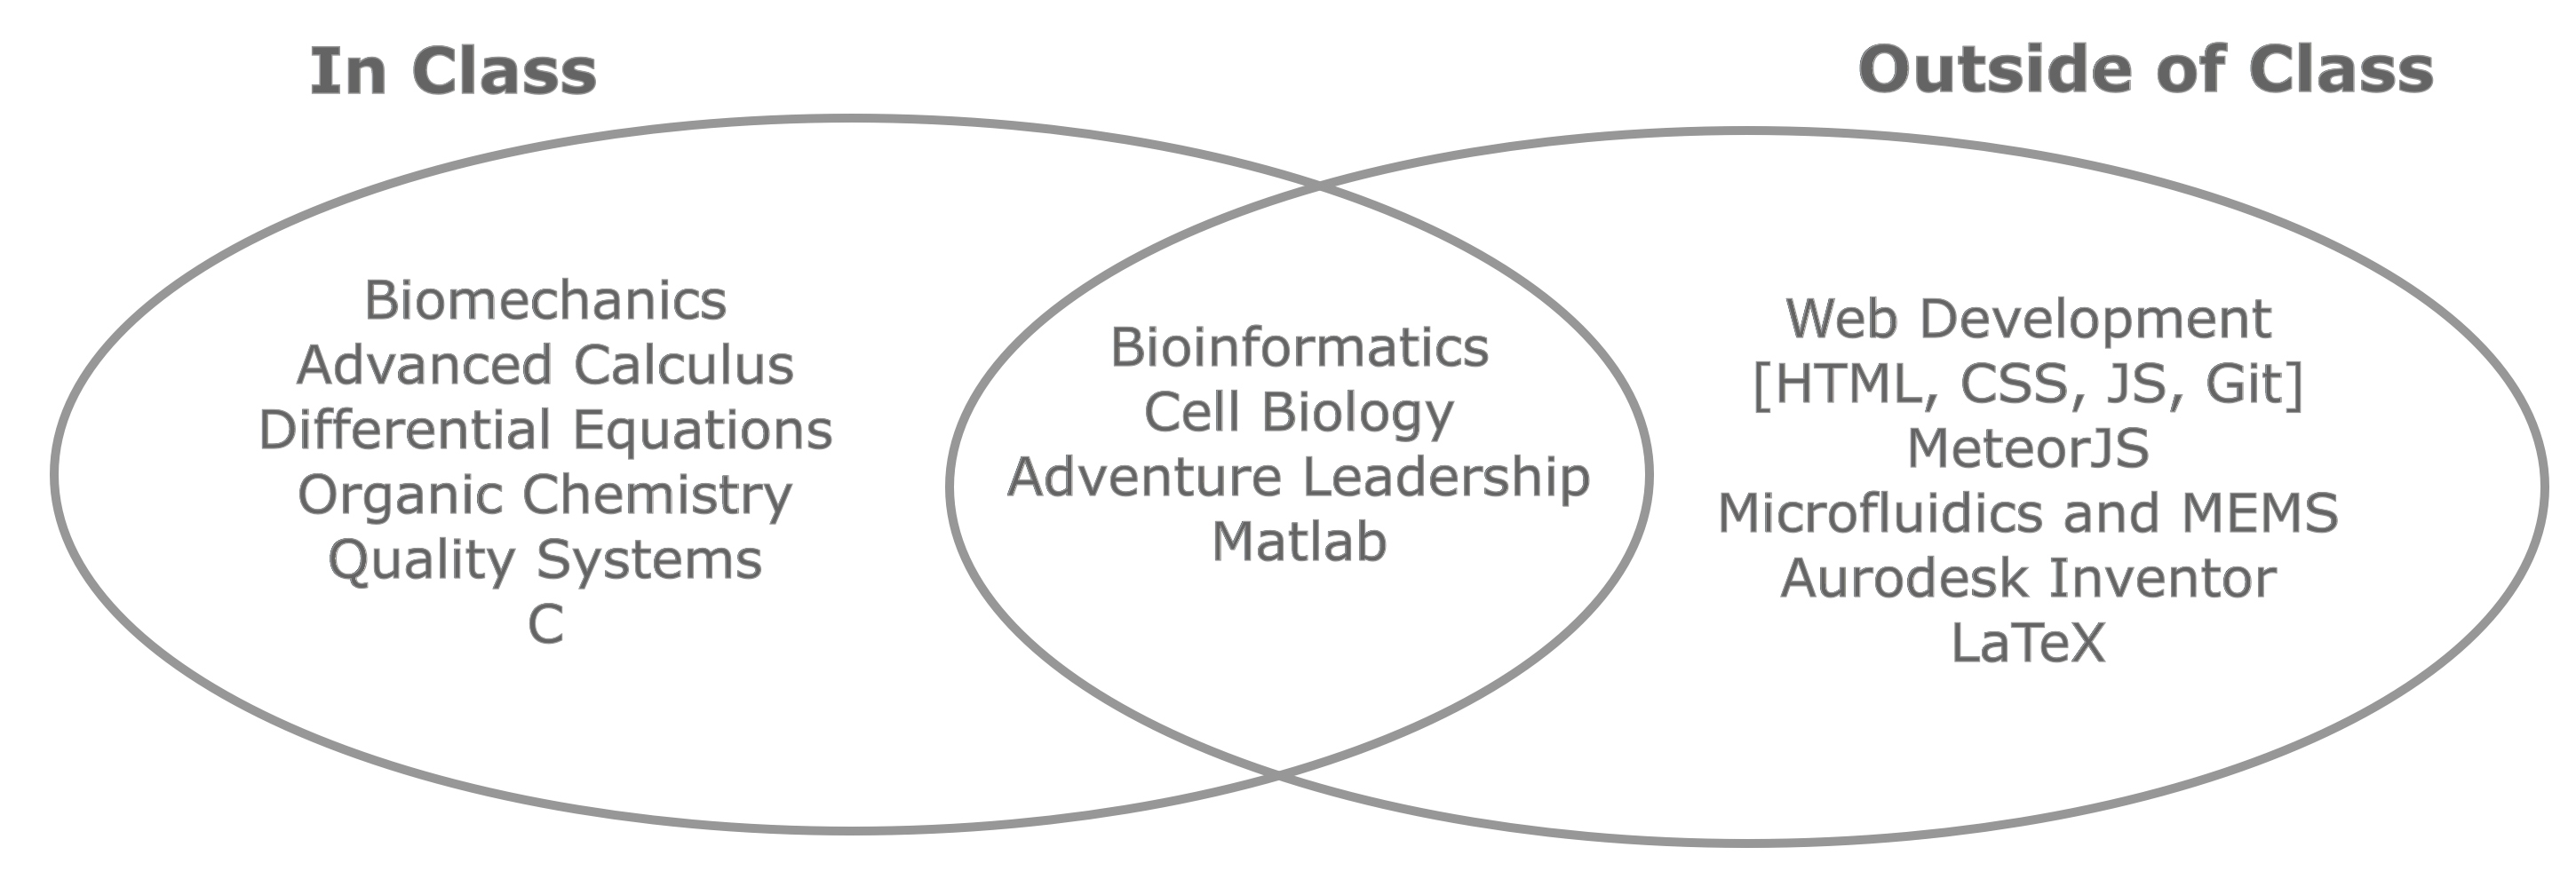 In Class
Outside of Class
Biomechanics
Advanced Calculus
Differential Equations
Organic Chemistry
Quality Systems
C
Bioinformatics
Cell Biology
Adventure Leadership
Matlab
Web Development
[HTML, CSS, JS, Git]
MeteorJS
Microfluidics and MEMS
Aurodesk Inventor
LaTeX